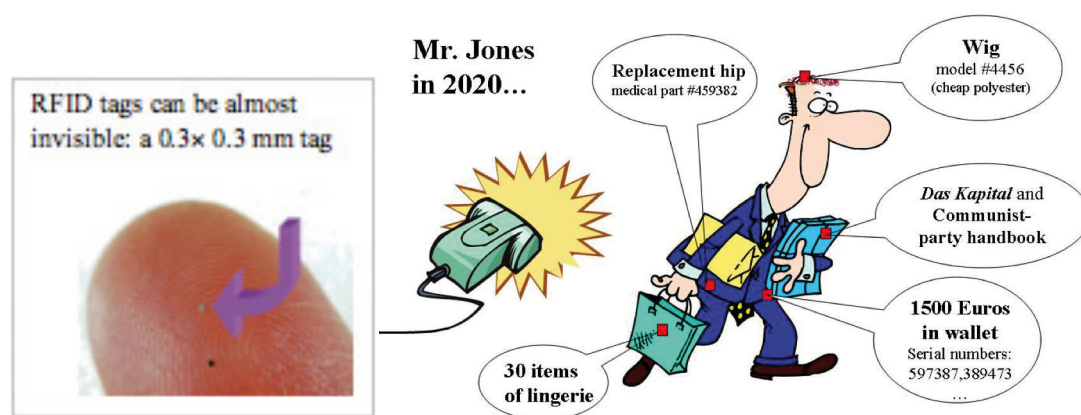 RFID tags can be almost
invisible: a 0.3× 0.3 mm tag
Mr. Jones
in 2020…
Replacement hip
medical part #459382
Wig
model #4456
(cheap polyester)
Das Kapital and
Communist-
party handbook
1500 Euros
in wallet
Serial numbers:
597387,389473
…
30 items
of lingerie